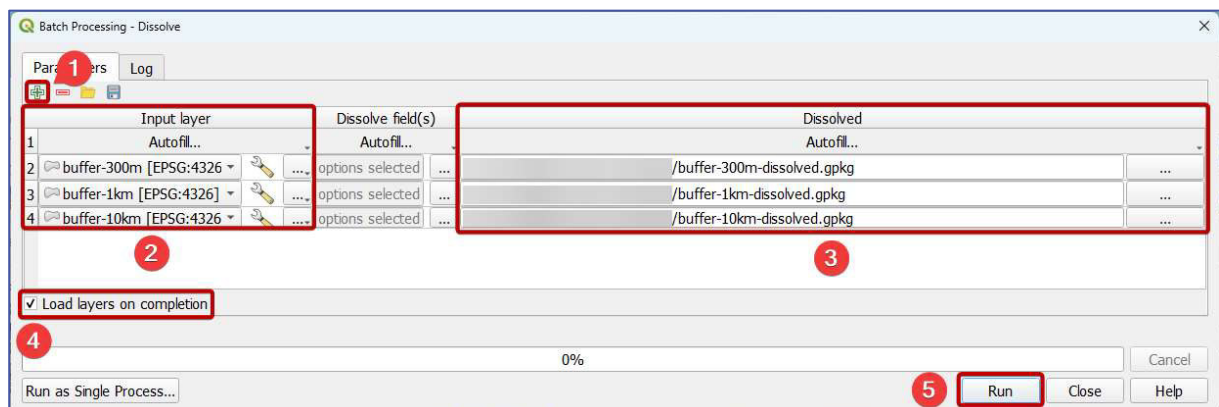 Batch Processing - Dissolve
Para ers Log
1
Input layer Dissolve field(s) Dissolved
1 Autofill... Autofill... Autofill...
2 buffer-300m [EPSG:4326 ... options selected ... /buffer-300m-dissolved.gpkg ...
3 buffer-1km [EPSG:4326] ... options selected ... /buffer-1km-dissolved.gpkg ...
4 buffer-10km [EPSG:4326 ... options selected ... /buffer-10km-dissolved.gpkg ...
2 3
Load layers on completion
4
0% Cancel
Run as Single Process... 5 Run Close Help